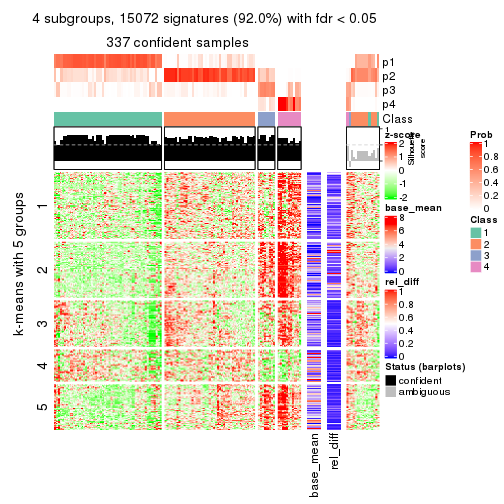 4 subgroups, 15072 signatures (92.0%) with fdr < 0.05
337 confident samples
p1
p2
p3
p4
Class
1
0
Silhouette
score
k-means with 5 groups
1
2
3
4
5
base_mean
rel_diff
z-score
2
1
0
-1
-2
base_mean
8
6
4
2
0
rel_diff
1
0.8
0.6
0.4
0.2
0
Status (barplots)
confident
ambiguous
Prob
1
0.8
0.6
0.4
0.2
0
Class
1
2
3
4